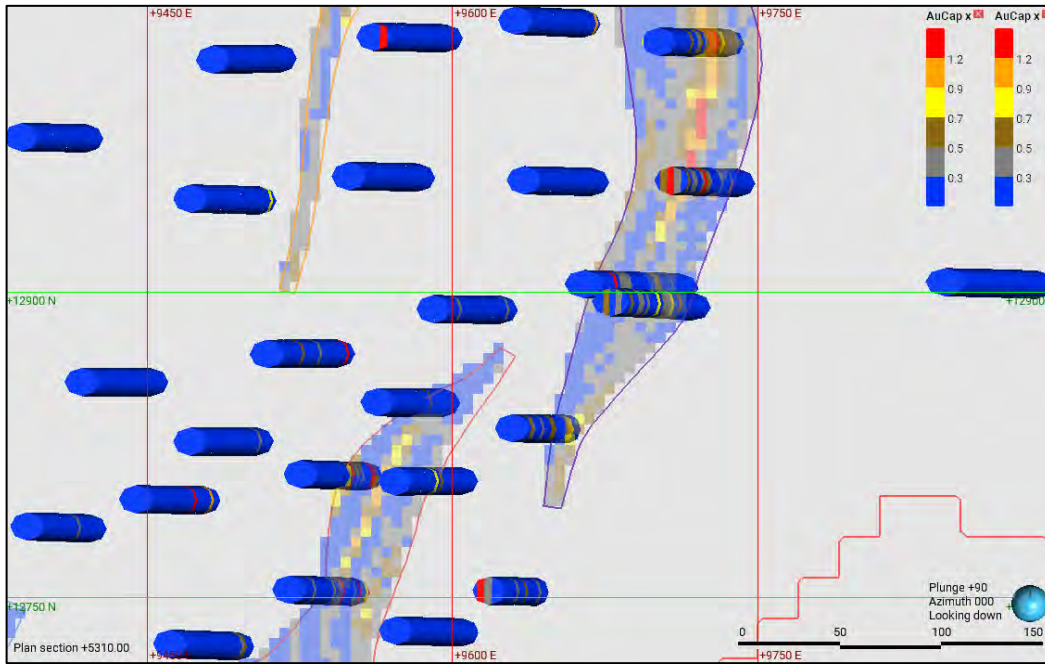 +9450 E
+9600 E
+9750 E
AuCap x
AuCap x
1.2
1.2
0.9
0.9
0.7
0.7
0.5
0.5
0.3
0.3
+12900 N
+12900
+12750 N
Plunge +90
Azimuth 000
Looking down
0
50
100
150
Plan section +5310.00
+9450 E
+9600 E
+9750 E